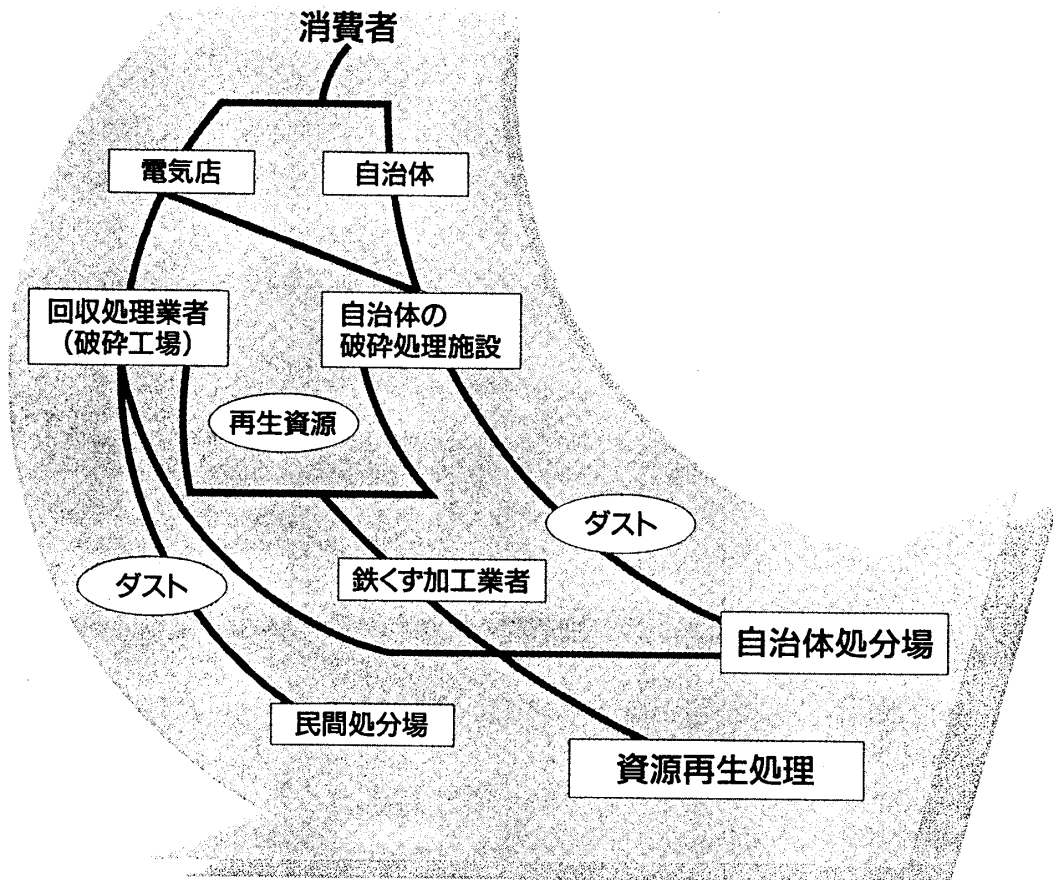 消費者
電気店
自治体
回収処理業者
（破砕工場）
自治体の
破砕処理施設
再生資源
ダスト
ダスト
鉄くず加工業者
自治体処分場
民間処分場
資源再生処理